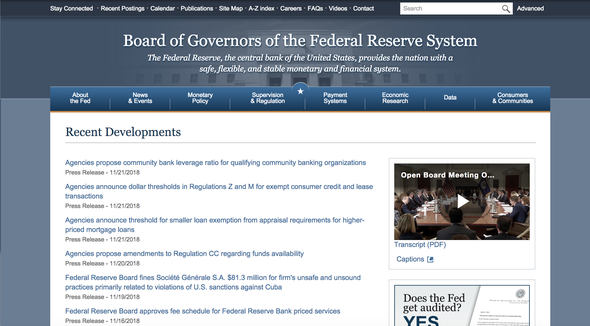 Stay Connected · Recent Postings · Calendar · Publications · Site Map · A-Z index · Careers · FAQs · Videos · Contact
Search
Advanced
Board of Governors of the Federal Reserve System
The Federal Reserve, the central bank of the United States, provides the nation with a
safe, flexible, and stable monetary and financial system.
About
the Fed
News
& Events
Monetary
Policy
Supervision
& Regulation
Payment
Systems
Economic
Research
Data
Consumers
& Communities
Recent Developments
Agencies propose community bank leverage ratio for qualifying community banking organizations
Press Release - 11/21/2018
Agencies announce dollar thresholds in Regulations Z and M for exempt consumer credit and lease
transactions
Press Release - 11/21/2018
Agencies announce threshold for smaller loan exemption from appraisal requirements for higher-
priced mortgage loans
Press Release - 11/21/2018
Agencies propose amendments to Regulation CC regarding funds availability
Press Release - 11/20/2018
Federal Reserve Board fines Société Générale S.A. $81.3 million for firm's unsafe and unsound
practices primarily related to violations of U.S. sanctions against Cuba
Press Release - 11/19/2018
Federal Reserve Board approves fee schedule for Federal Reserve Bank priced services
Press Release - 11/16/2018
Open Board Meeting O...
Transcript (PDF)
Captions
Does the Fed
get audited?
YES